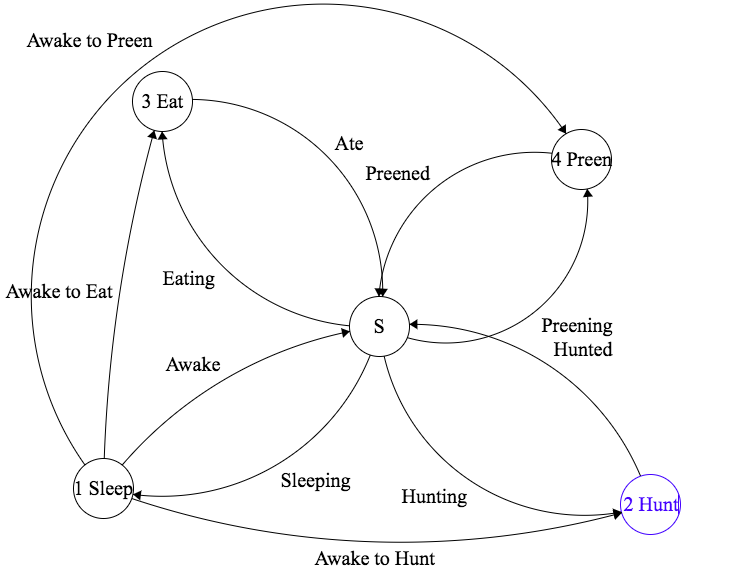 Awake to Preen
3 Eat
Ate
Preened
4 Preen
Awake to Eat
Eating
S
Preening
Hunted
Awake
1 Sleep
Sleeping
Hunting
2 Hunt
Awake to Hunt